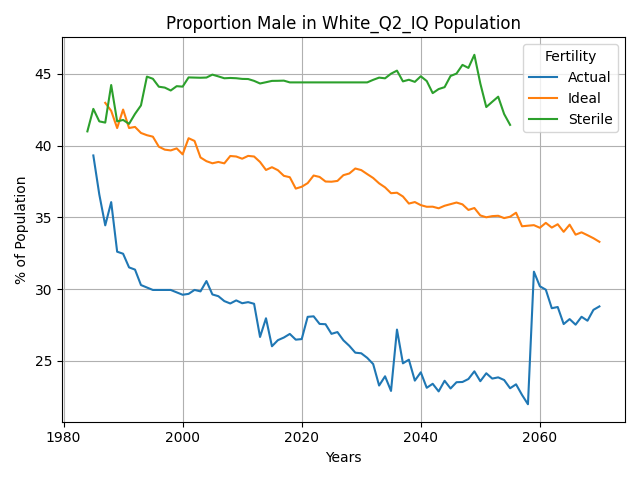 Proportion Male in White_Q2_IQ Population
Fertility
Actual
Ideal
Sterile
% of Population
45
40
35
30
25
1980
2000
2020
2040
2060
Years